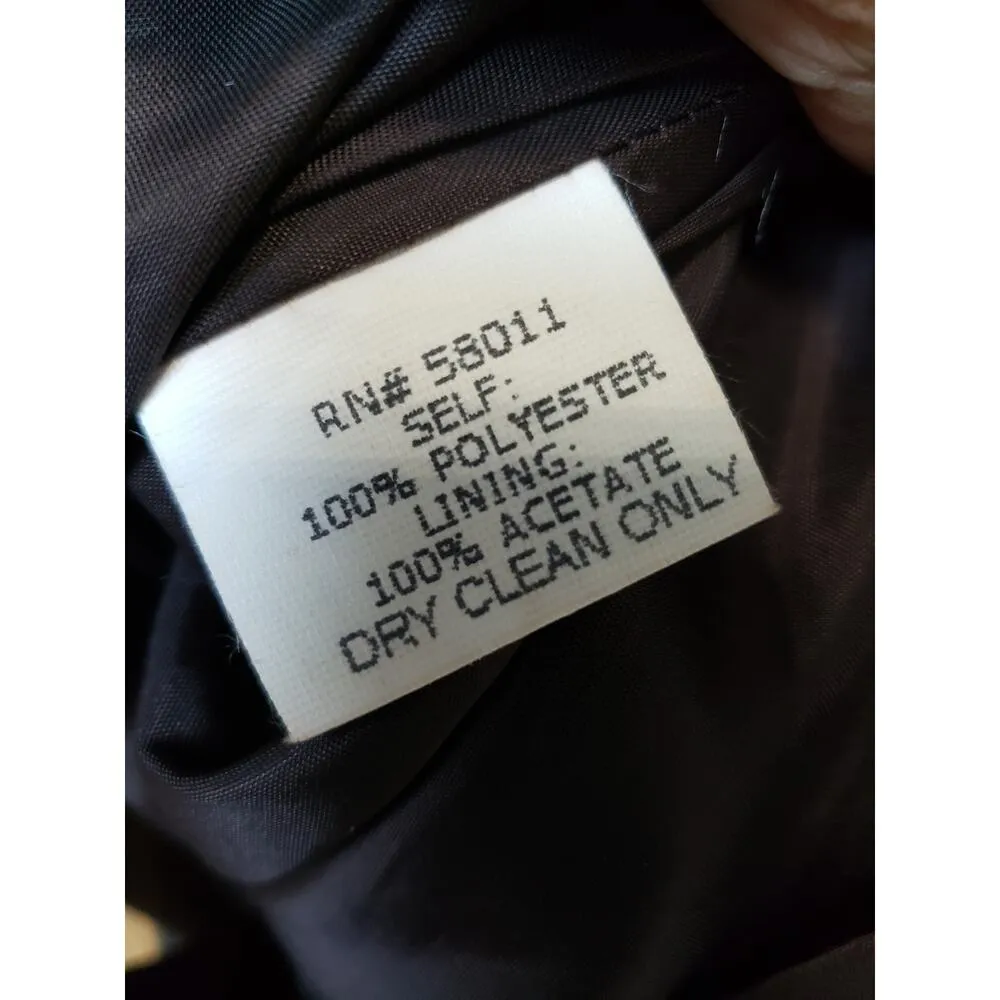 RN# 58011
SELF:
100% POLYESTER
LINING:
100% ACETATE
DRY CLEAN ONLY